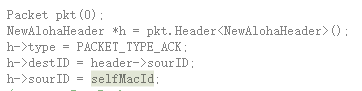 Packet pkt(0);
NewAlohaHeader *h = pkt.Header<NewAlohaHeader>();
h->type = PACKET_TYPE_ACK;
h->destID = header->sourID;
h->sourID = selfMacId;